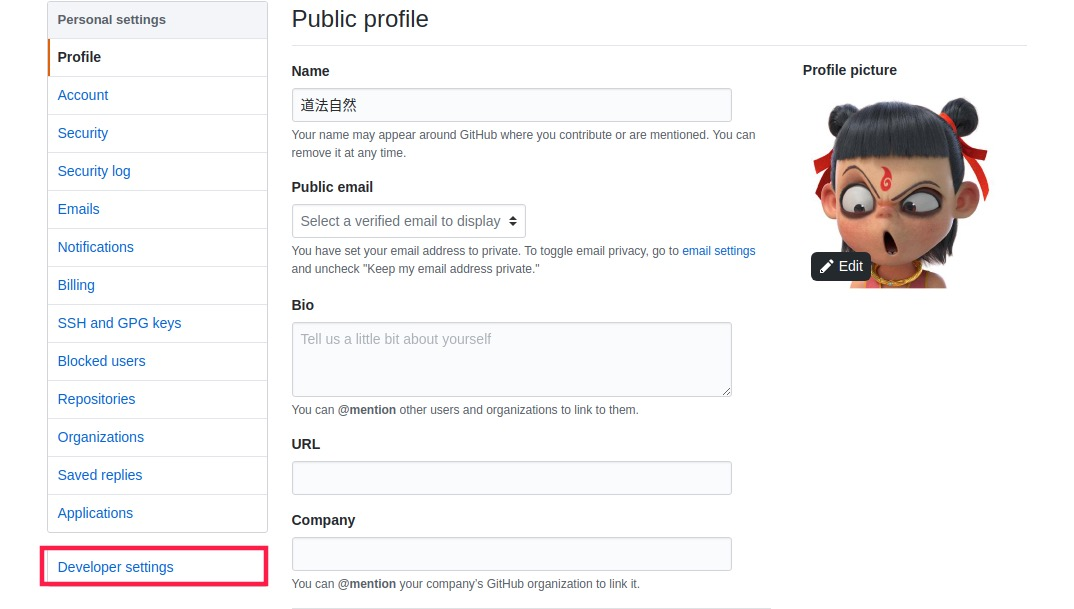 Personal settings
Profile
Account
Security
Security log
Emails
Notifications
Billing
SSH and GPG keys
Blocked users
Repositories
Organizations
Saved replies
Applications
Developer settings
Public profile
Name
道法自然
Your name may appear around GitHub where you contribute or are mentioned. You can
remove it at any time.
Public email
Select a verified email to display
You have set your email address to private. To toggle email privacy, go to email settings
and uncheck "Keep my email address private."
Bio
Tell us a little bit about yourself
You can @mention other users and organizations to link to them.
URL
Company
You can @mention your company's GitHub organization to link it.
Profile picture
Edit